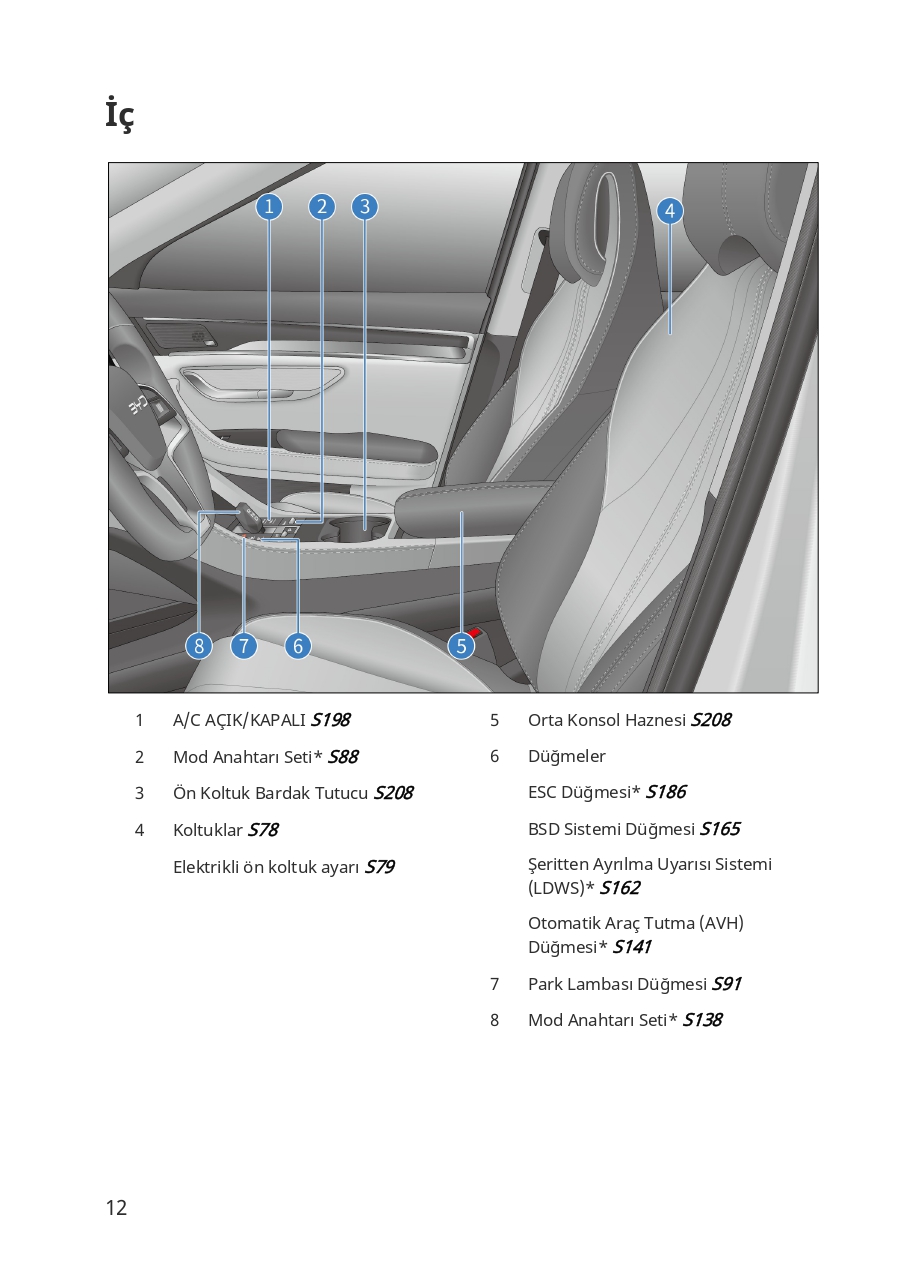 İç
1 2 3 4
BYD
8 7 6 5
1 A/C AÇIK/KAPALI S198
2 Mod Anahtarı Seti* S88
3 Ön Koltuk Bardak Tutucu S208
4 Koltuklar S78
Elektrikli ön koltuk ayarı S79
5 Orta Konsol Haznesi S208
6 Düğmeler
ESC Düğmesi* S186
BSD Sistemi Düğmesi S165
Şeritten Ayrılma Uyarısı Sistemi
(LDWS)* S162
Otomatik Araç Tutma (AVH)
Düğmesi* S141
7 Park Lambası Düğmesi S91
8 Mod Anahtarı Seti* S138
12